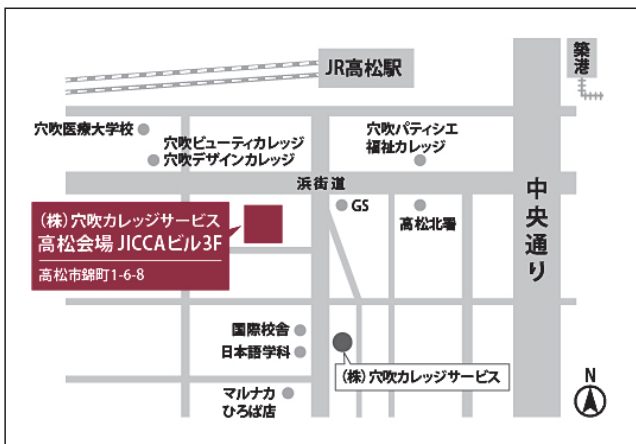 JR高松駅
築港
穴吹医療大学校
穴吹ビューティカレッジ
穴吹デザインカレッジ
穴吹パティシエ
福祉カレッジ
浜街道
中央通り
GS
高松北署
(株)穴吹カレッジサービス
高松会場 JICCAビル3F
高松市錦町1-6-8
国際校舎
日本語学科
(株)穴吹カレッジサービス
マルナカ
ひろば店
N